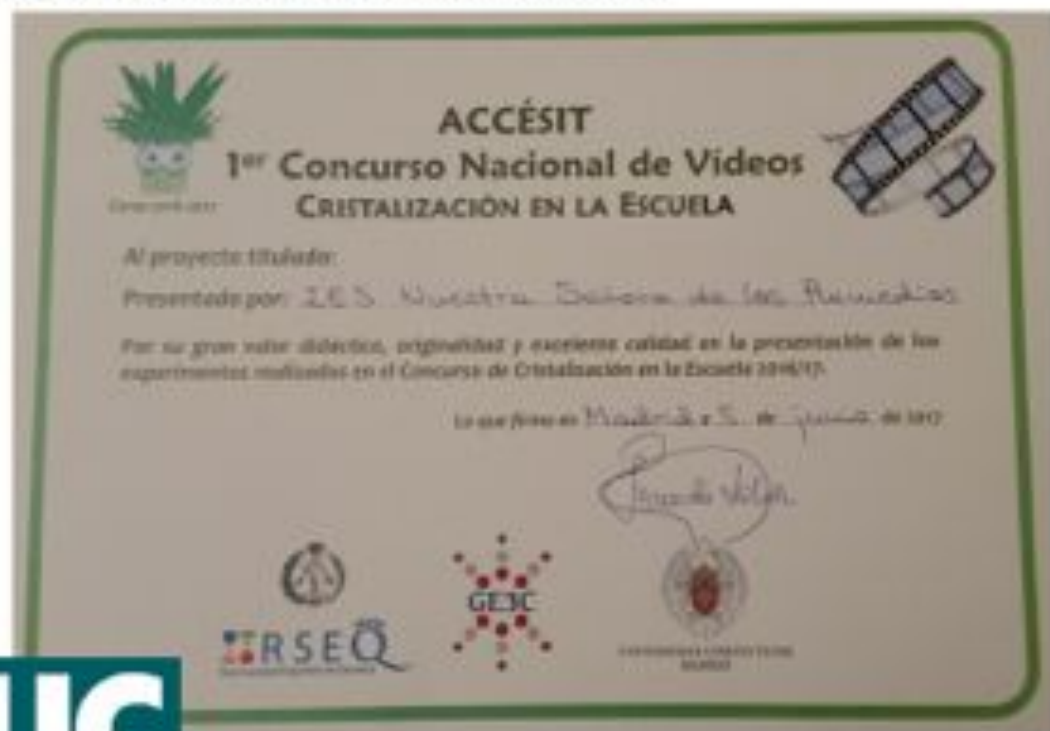 ACCÉSIT
1er Concurso Nacional de Vídeos
CRISTALIZACIÓN EN LA ESCUELA
Al proyecto titulado:
Presentado por: IES Nuestra Señora de los Remedios
Por su gran valor didáctico, originalidad y excelente calidad en la presentación de los
experimentos realizados en el Concurso de Cristalización en la Escuela 2016/17.
Lo que firmo en Madrid a 5 de junio de 2017
GE3C
RSEQ
UNIVERSIDAD COMPLUTENSE
MADRID